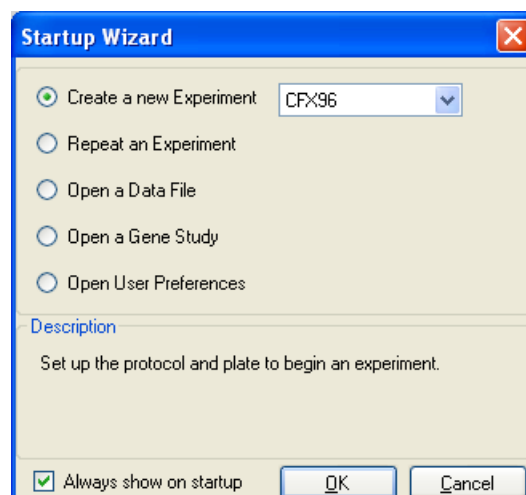 Startup Wizard
Create a new Experiment CFX96
Repeat an Experiment
Open a Data File
Open a Gene Study
Open User Preferences
Description
Set up the protocol and plate to begin an experiment.
Always show on startup OK Cancel